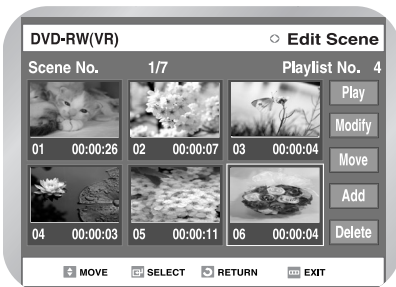 DVD-RW(VR) Edit Scene
Scene No. 1/7 Playlist No. 4
Play
Modify
01 00:00:26 02 00:00:07 03 00:00:04
Move
Add
04 00:00:03 05 00:00:11 06 00:00:04
Delete
MOVE SELECT RETURN EXIT